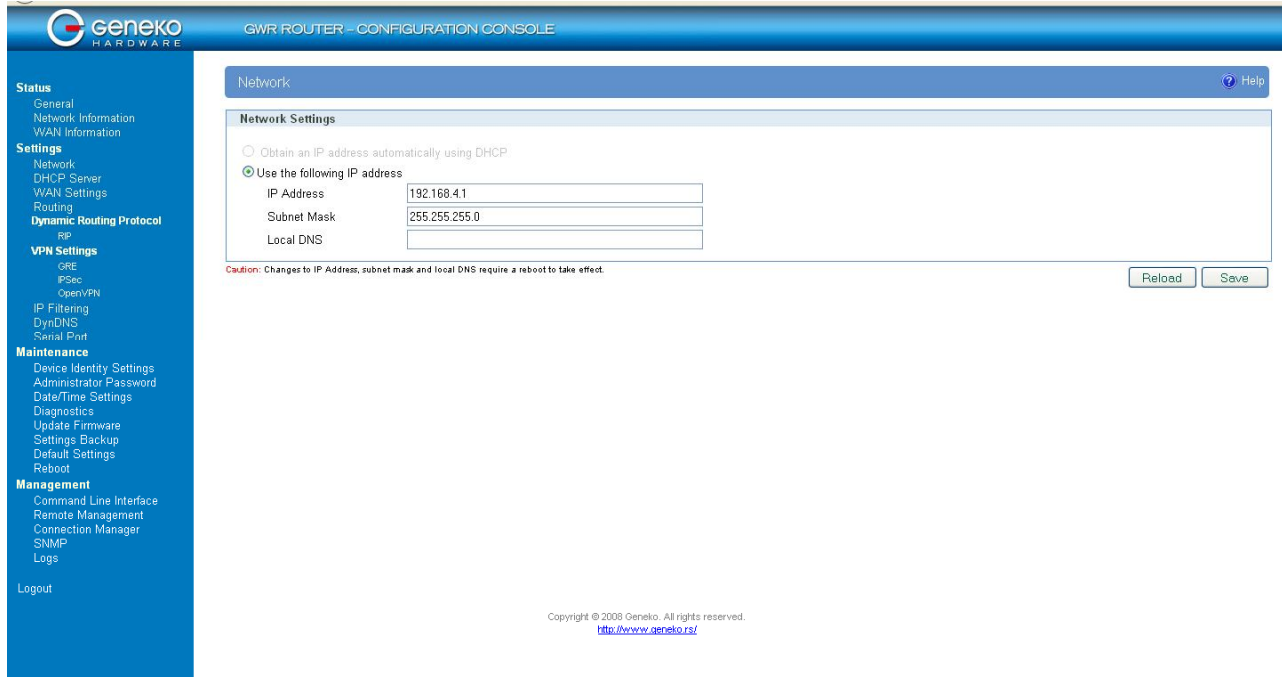 Geneko
HARDWARE
GWR ROUTER – CONFIGURATION CONSOLE
Status
General
Network Information
WAN Information
Settings
Network
DHCP Server
WAN Settings
Routing
Dynamic Routing Protocol
RIP
VPN Settings
GRE
IPSec
OpenVPN
IP Filtering
DynDNS
Serial Port
Maintenance
Device Identity Settings
Administrator Password
Date/Time Settings
Diagnostics
Update Firmware
Settings Backup
Default Settings
Reboot
Management
Command Line Interface
Remote Management
Connection Manager
SNMP
Logs
Logout
Network
? Help
Network Settings
Obtain an IP address automatically using DHCP
Use the following IP address
IP Address 192.168.4.1
Subnet Mask 255.255.255.0
Local DNS
Caution: Changes to IP Address, subnet mask and local DNS require a reboot to take effect.
Reload Save
Copyright © 2008 Geneko. All rights reserved.
http://www.geneko.rs/